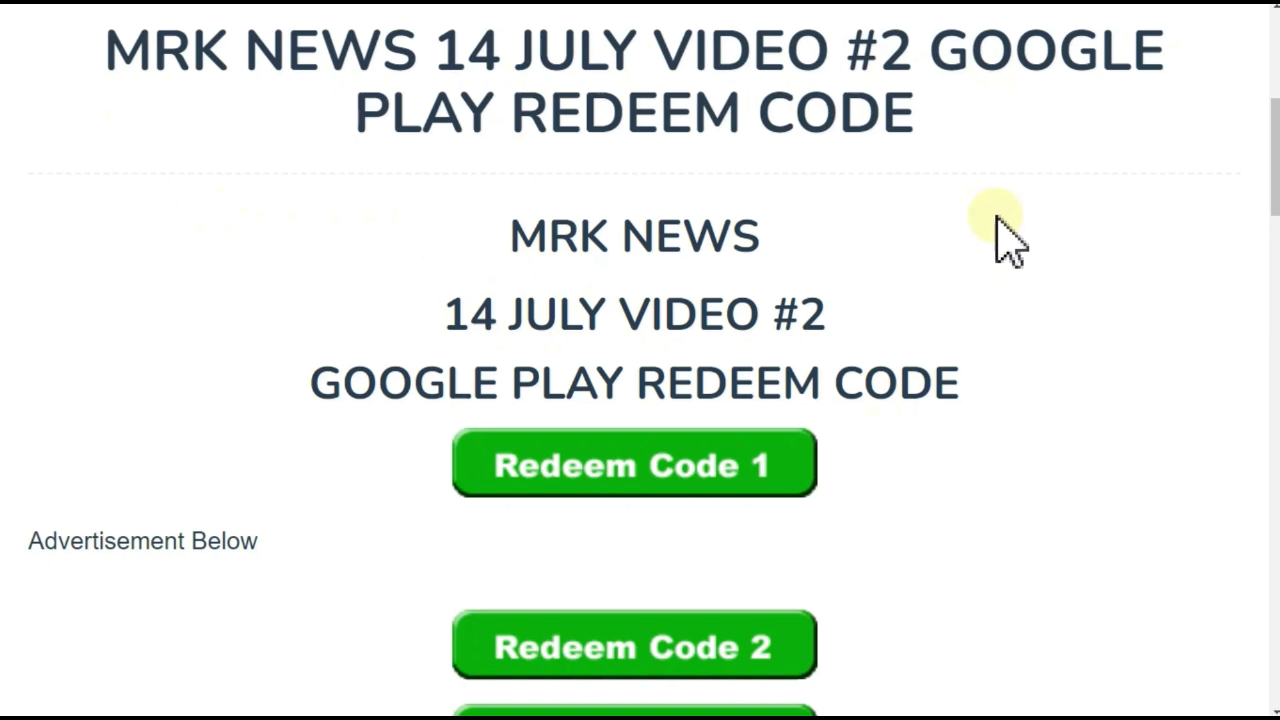 MRK NEWS 14 JULY VIDEO #2 GOOGLE
PLAY REDEEM CODE
MRK NEWS
14 JULY VIDEO #2
GOOGLE PLAY REDEEM CODE
Redeem Code 1
Advertisement Below
Redeem Code 2